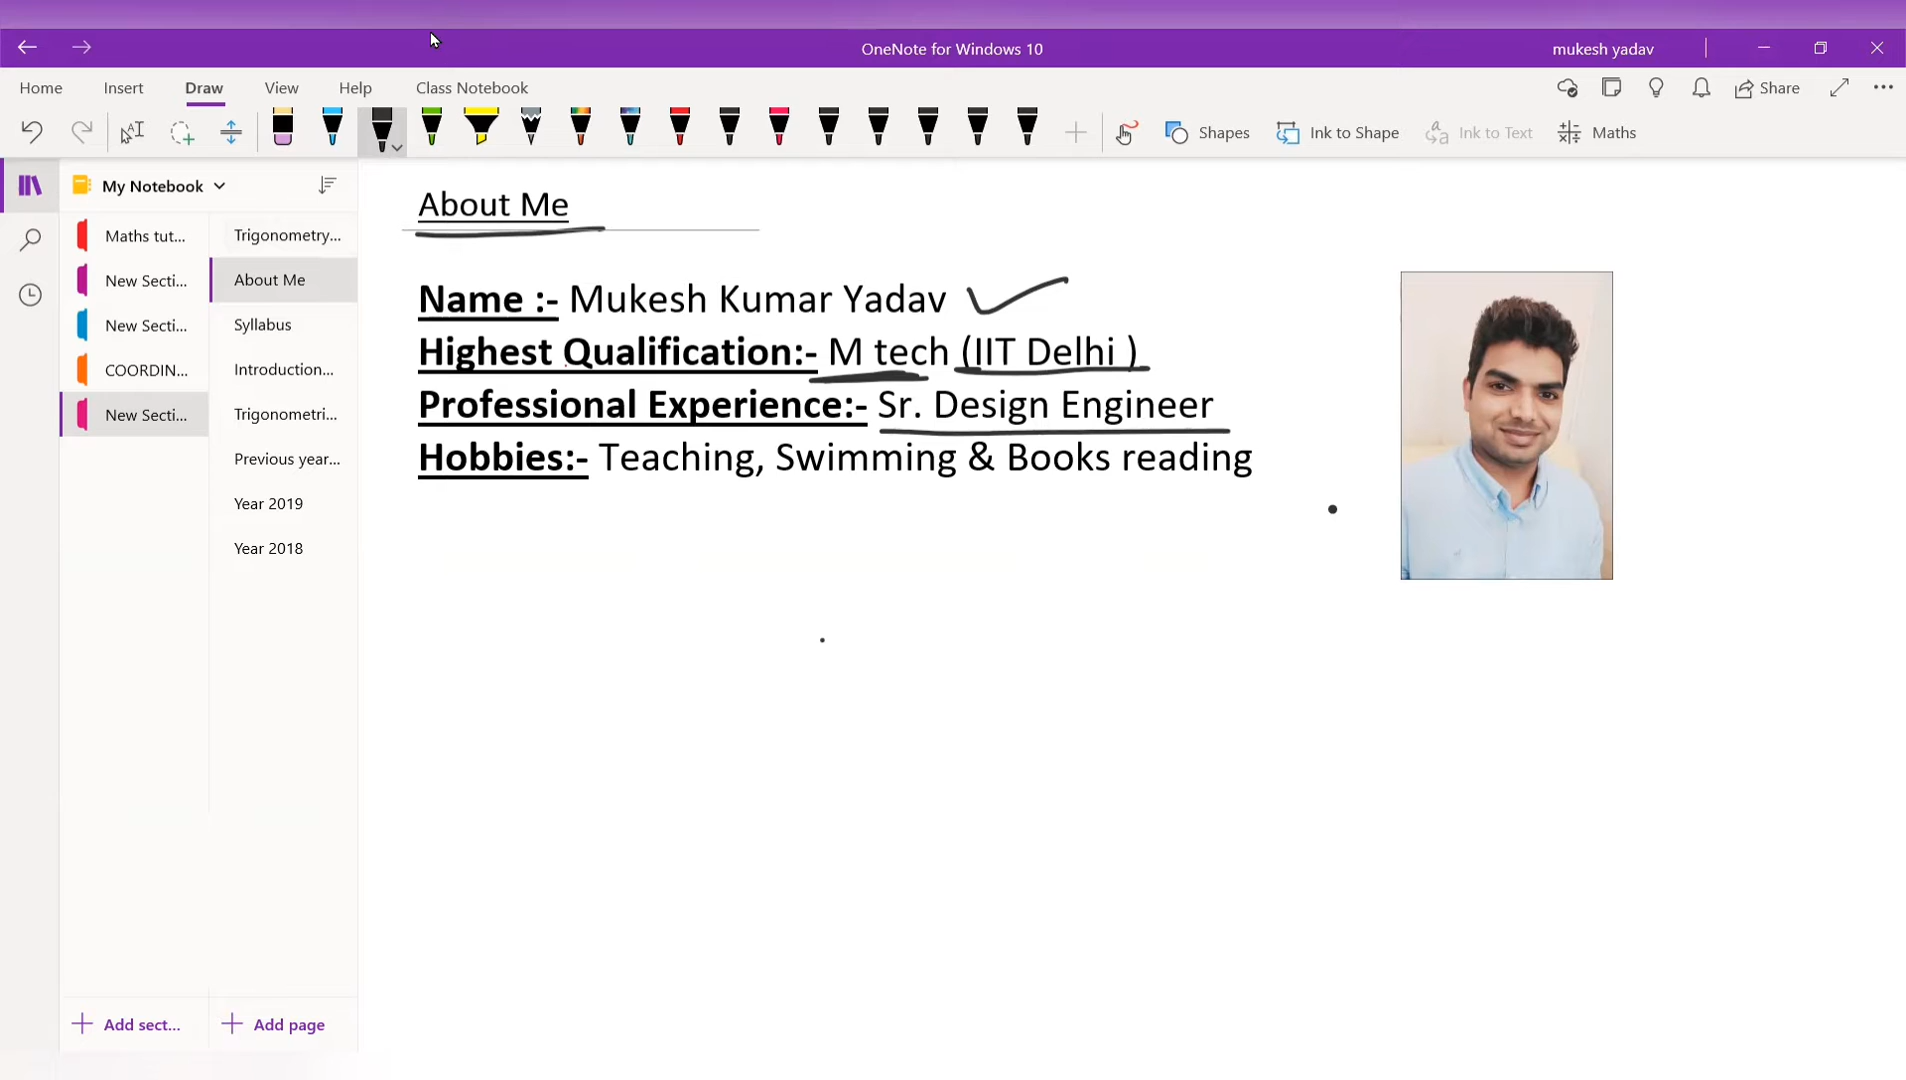 OneNote for Windows 10
mukesh yadav
Home Insert Draw View Help Class Notebook
Share
Shapes Ink to Shape Ink to Text Maths
My Notebook
Maths tut...
New Secti...
New Secti...
COORDIN...
New Secti...
Trigonometry...
About Me
Syllabus
Introduction...
Trigonometri...
Previous year...
Year 2019
Year 2018
Add sect...
Add page
About Me
Name :- Mukesh Kumar Yadav
Highest Qualification:- M tech (IIT Delhi )
Professional Experience:- Sr. Design Engineer
Hobbies:- Teaching, Swimming & Books reading